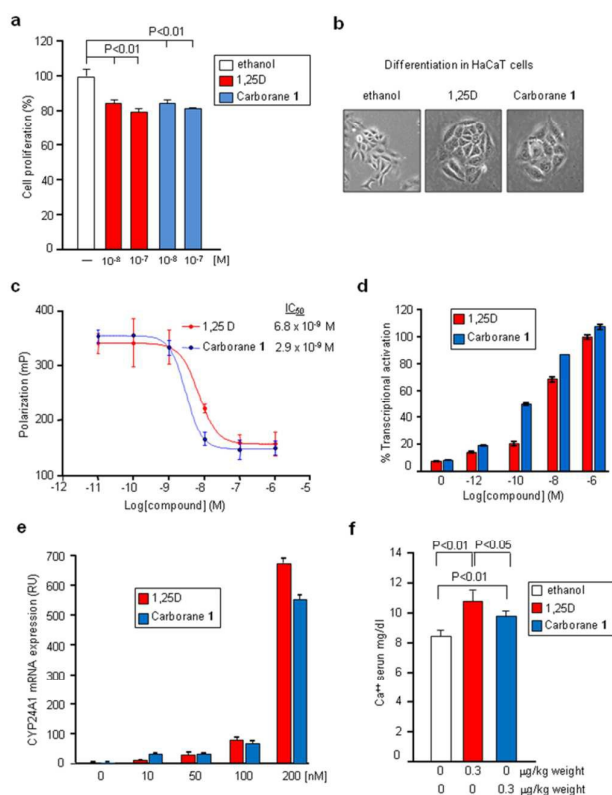 a
P<0.01
P<0.01
120
100
80
60
40
20
0
Cell proliferation (%)
— 10-8 10-7 10-8 10-7 [M]
ethanol
1,25D
Carborane 1
b
Differentiation in HaCaT cells
ethanol 1,25D Carborane 1
c
IC50
1,25 D 6.8 x 10-9 M
Carborane 1 2.9 x 10-9 M
400
300
200
100
Polarization (mP)
-12 -11 -10 -9 -8 -7 -6 -5
Log[compound] (M)
d
1,25D
Carborane 1
120
100
80
60
40
20
0
% Transcriptional activation
0 -12 -10 -8 -6
Log[compound] (M)
e
1,25D
Carborane 1
700
600
500
400
300
200
100
0
CYP24A1 mRNA expression (RU)
0 10 50 100 200 [nM]
f
P<0.01 P<0.05
P<0.01
14
12
10
8
6
4
2
0
Ca++ serun mg/dl
ethanol
1,25D
Carborane 1
0 0.3 0 µg/kg weight
0 0 0.3 µg/kg weight